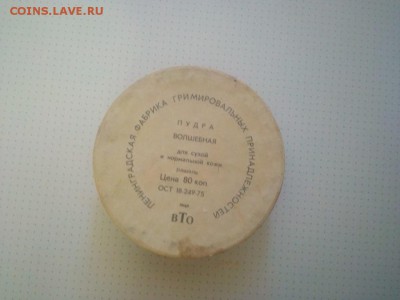 COINS.LAVE.RU
ЛЕНИНГРАДСКАЯ ФАБРИКА ГРИМИРОВАЛЬНЫХ ПРИНАДЛЕЖНОСТЕЙ
ПУДРА
ВОЛШЕБНАЯ
для сухой
и нормальной кожи
Цена 80 коп.
ОСТ 18-249-75
ВТО